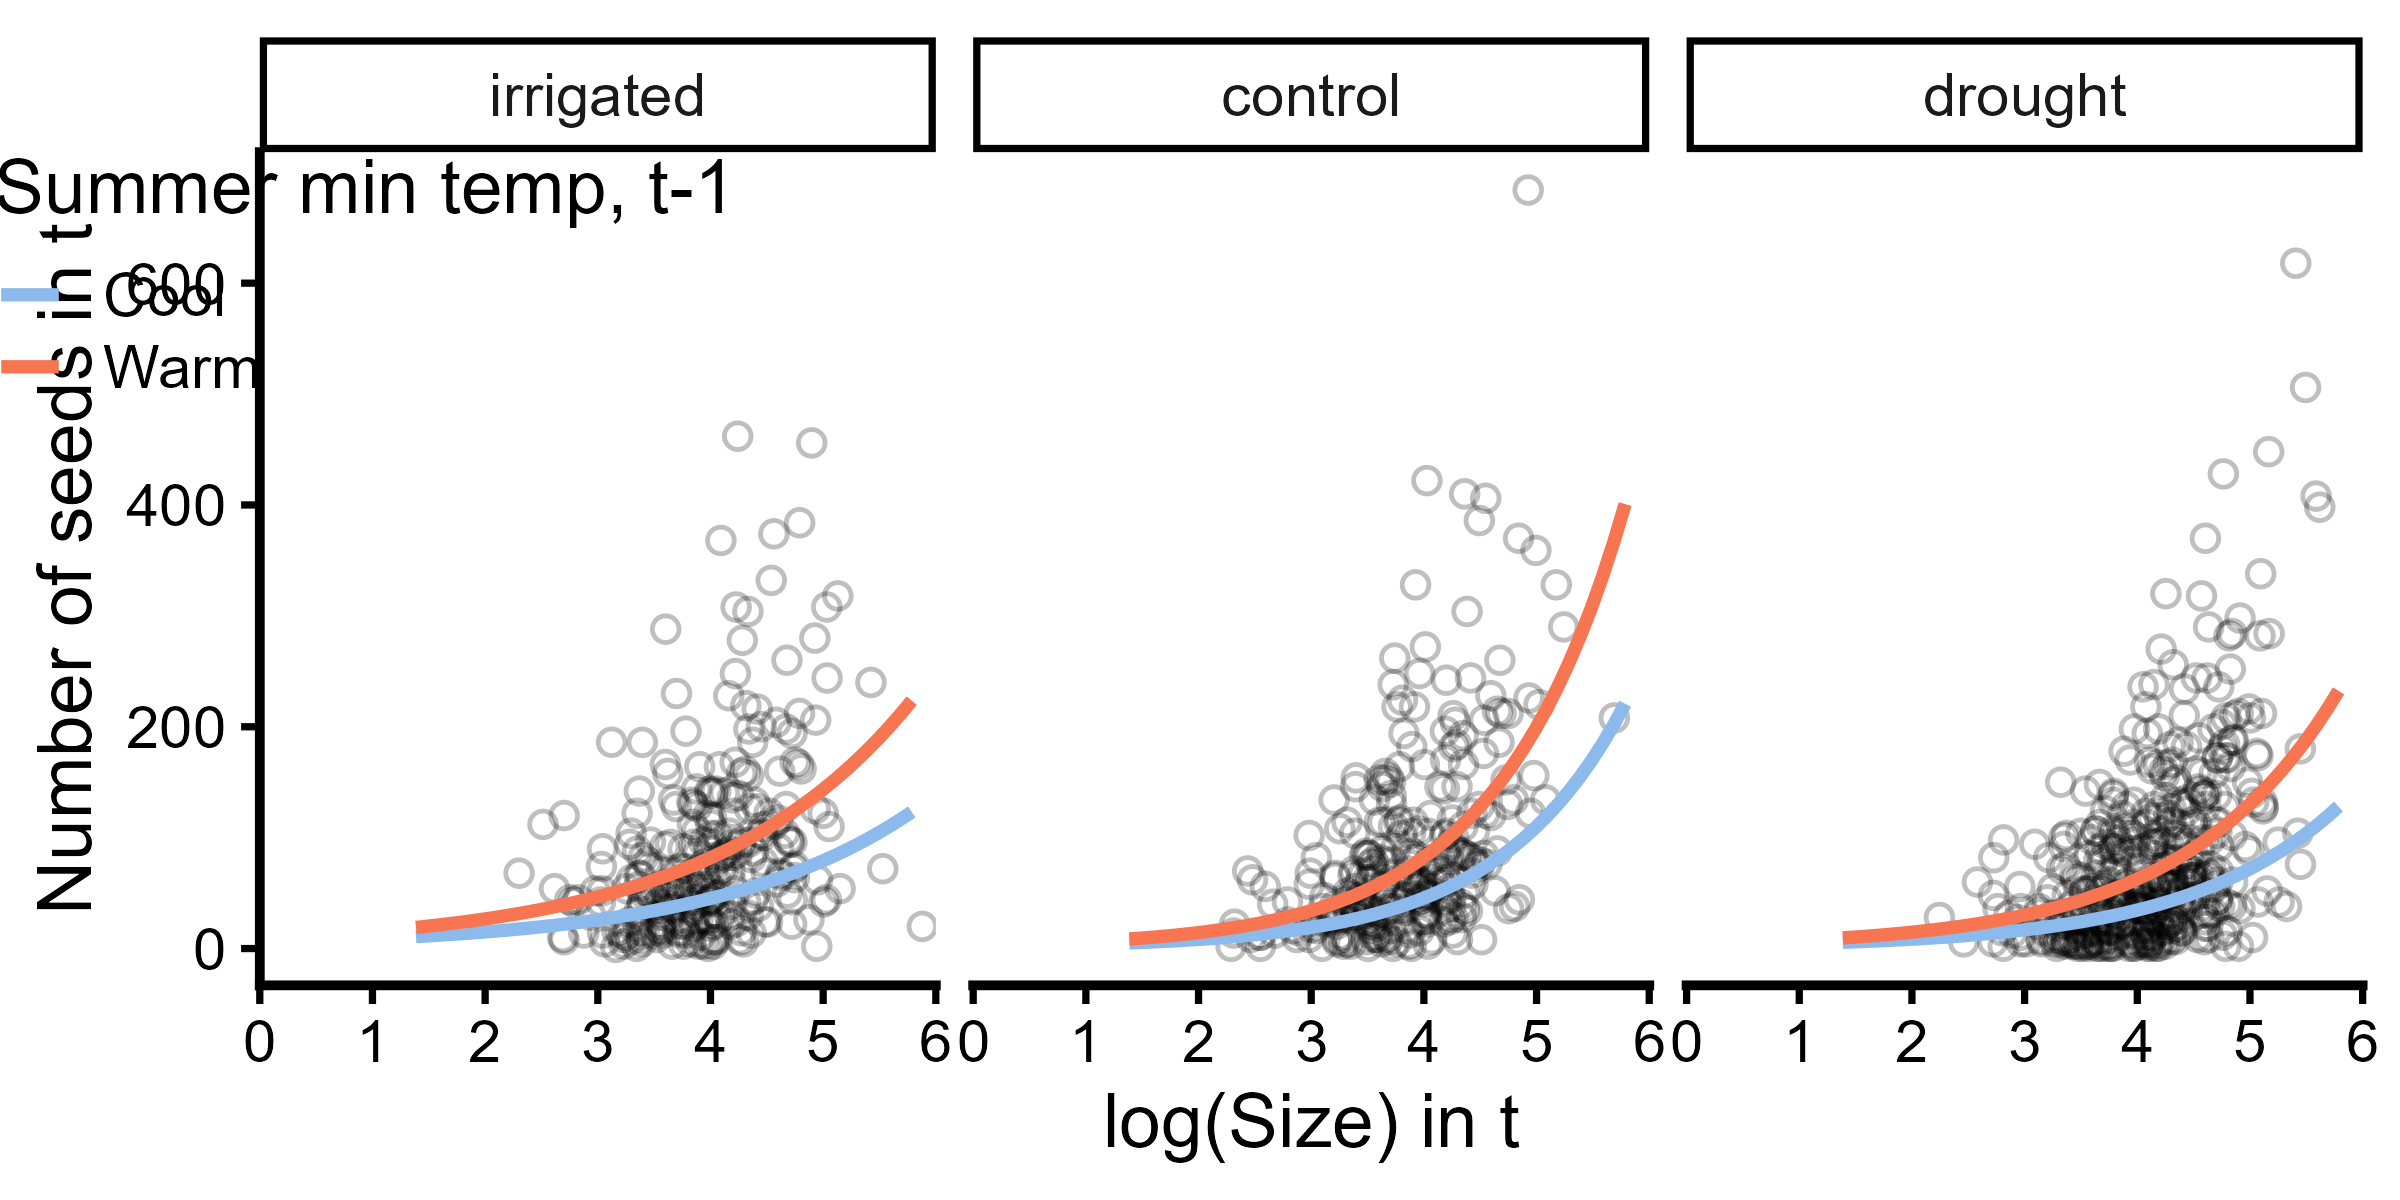 irrigated
control
drought
Summer min temp, t-1
Cool
Warm
Number of seeds in t
600
400
200
0
0 1 2 3 4 5 6
0 1 2 3 4 5 6
0 1 2 3 4 5 6
log(Size) in t